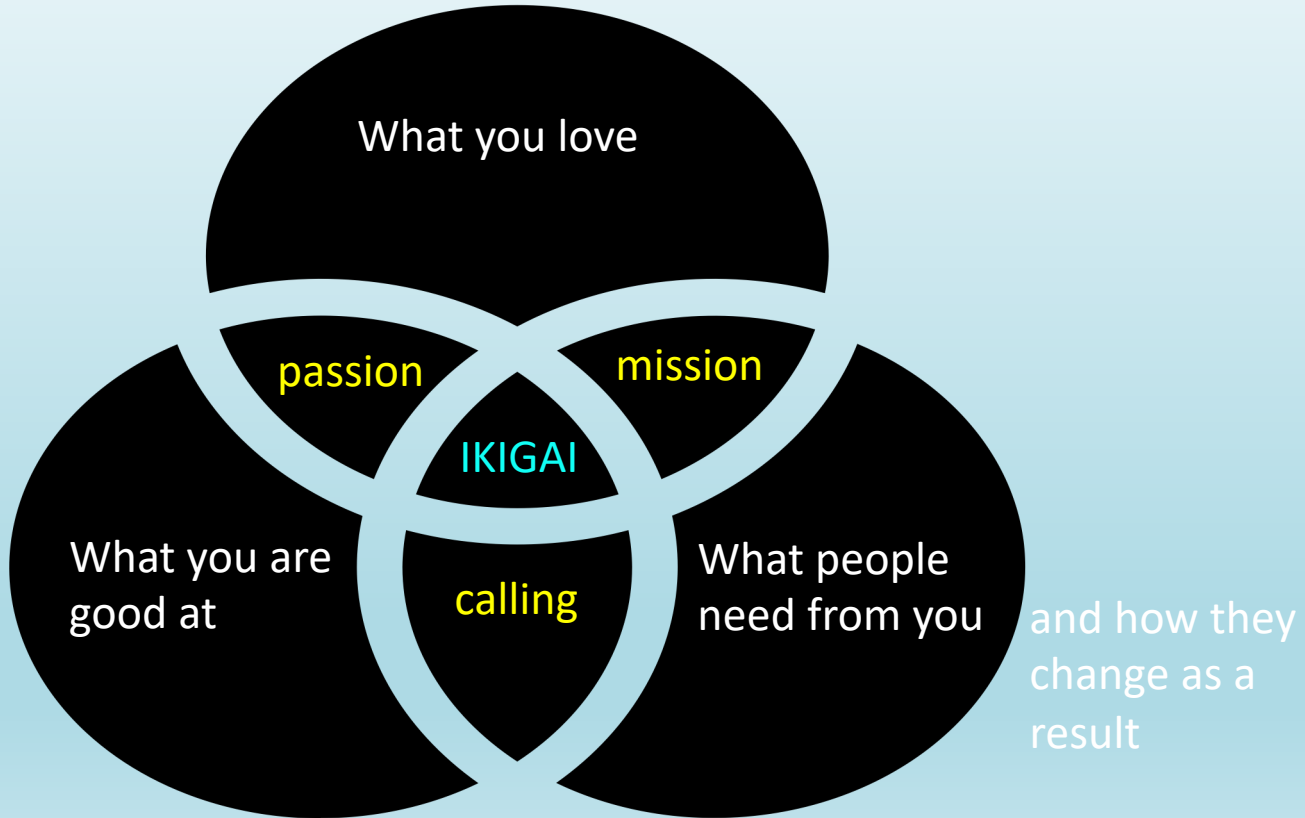 What you love
passion
mission
IKIGAI
What you are
good at
calling
What people
need from you
and how they
change as a
result